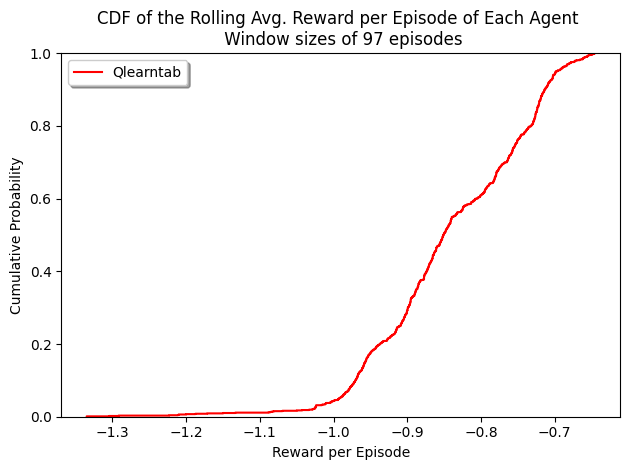 CDF of the Rolling Avg. Reward per Episode of Each Agent
Window sizes of 97 episodes
Qlearntab
1.0
0.8
0.6
0.4
0.2
0.0
Cumulative Probability
−1.3
−1.2
−1.1
−1.0
−0.9
−0.8
−0.7
Reward per Episode